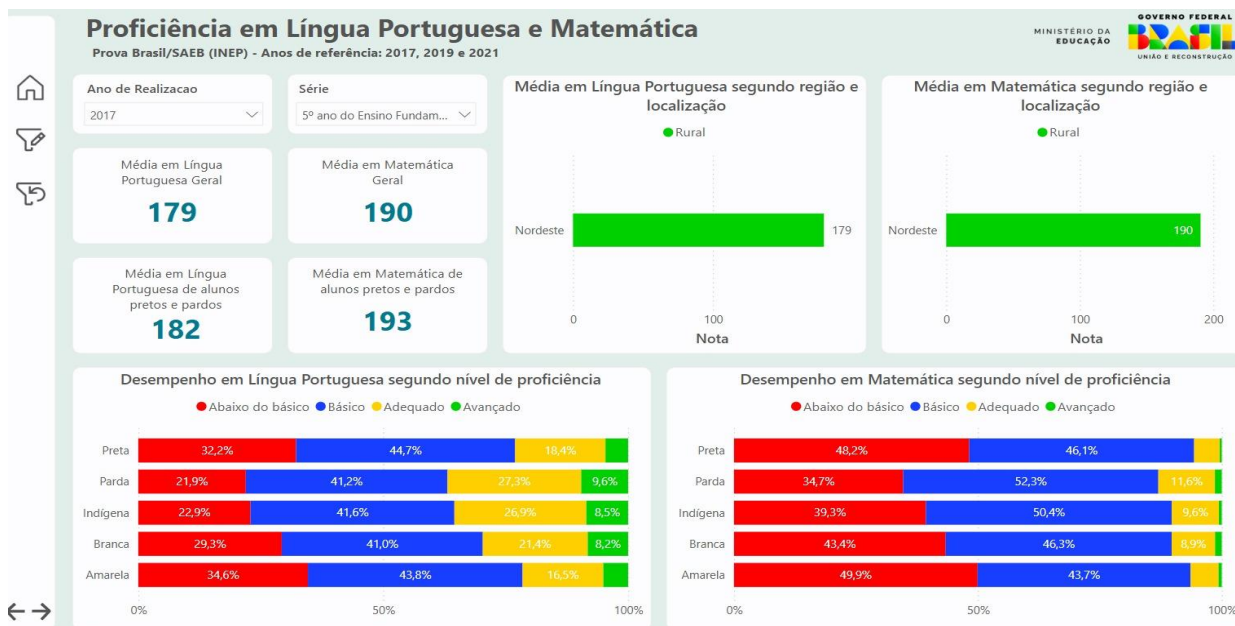 Proficiência em Língua Portuguesa e Matemática
Prova Brasil/SAEB (INEP) - Anos de referência: 2017, 2019 e 2021
MINISTÉRIO DA
EDUCAÇÃO
GOVERNO FEDERAL
BRASIL
UNIÃO E RECONSTRUÇÃO
Ano de Realizacao
2017
Série
5º ano do Ensino Fundam...
Média em Língua
Portuguesa Geral
179
Média em Matemática
Geral
190
Média em Língua
Portuguesa de alunos
pretos e pardos
182
Média em Matemática de
alunos pretos e pardos
193
Média em Língua Portuguesa segundo região e
localização
Rural
Nordeste
179
0 100
Nota
Média em Matemática segundo região e
localização
Rural
Nordeste
190
0 100 200
Nota
Desempenho em Língua Portuguesa segundo nível de proficiência
Abaixo do básico Básico Adequado Avançado
Preta 32,2% 44,7% 18,4%
Parda 21,9% 41,2% 27,3% 9,6%
Indígena 22,9% 41,6% 26,9% 8,5%
Branca 29,3% 41,0% 21,4% 8,2%
Amarela 34,6% 43,8% 16,5%
0% 50% 100%
Desempenho em Matemática segundo nível de proficiência
Abaixo do básico Básico Adequado Avançado
Preta 48,2% 46,1%
Parda 34,7% 52,3% 11,6%
Indígena 39,3% 50,4% 9,6%
Branca 43,4% 46,3% 8,9%
Amarela 49,9% 43,7%
0% 50% 100%